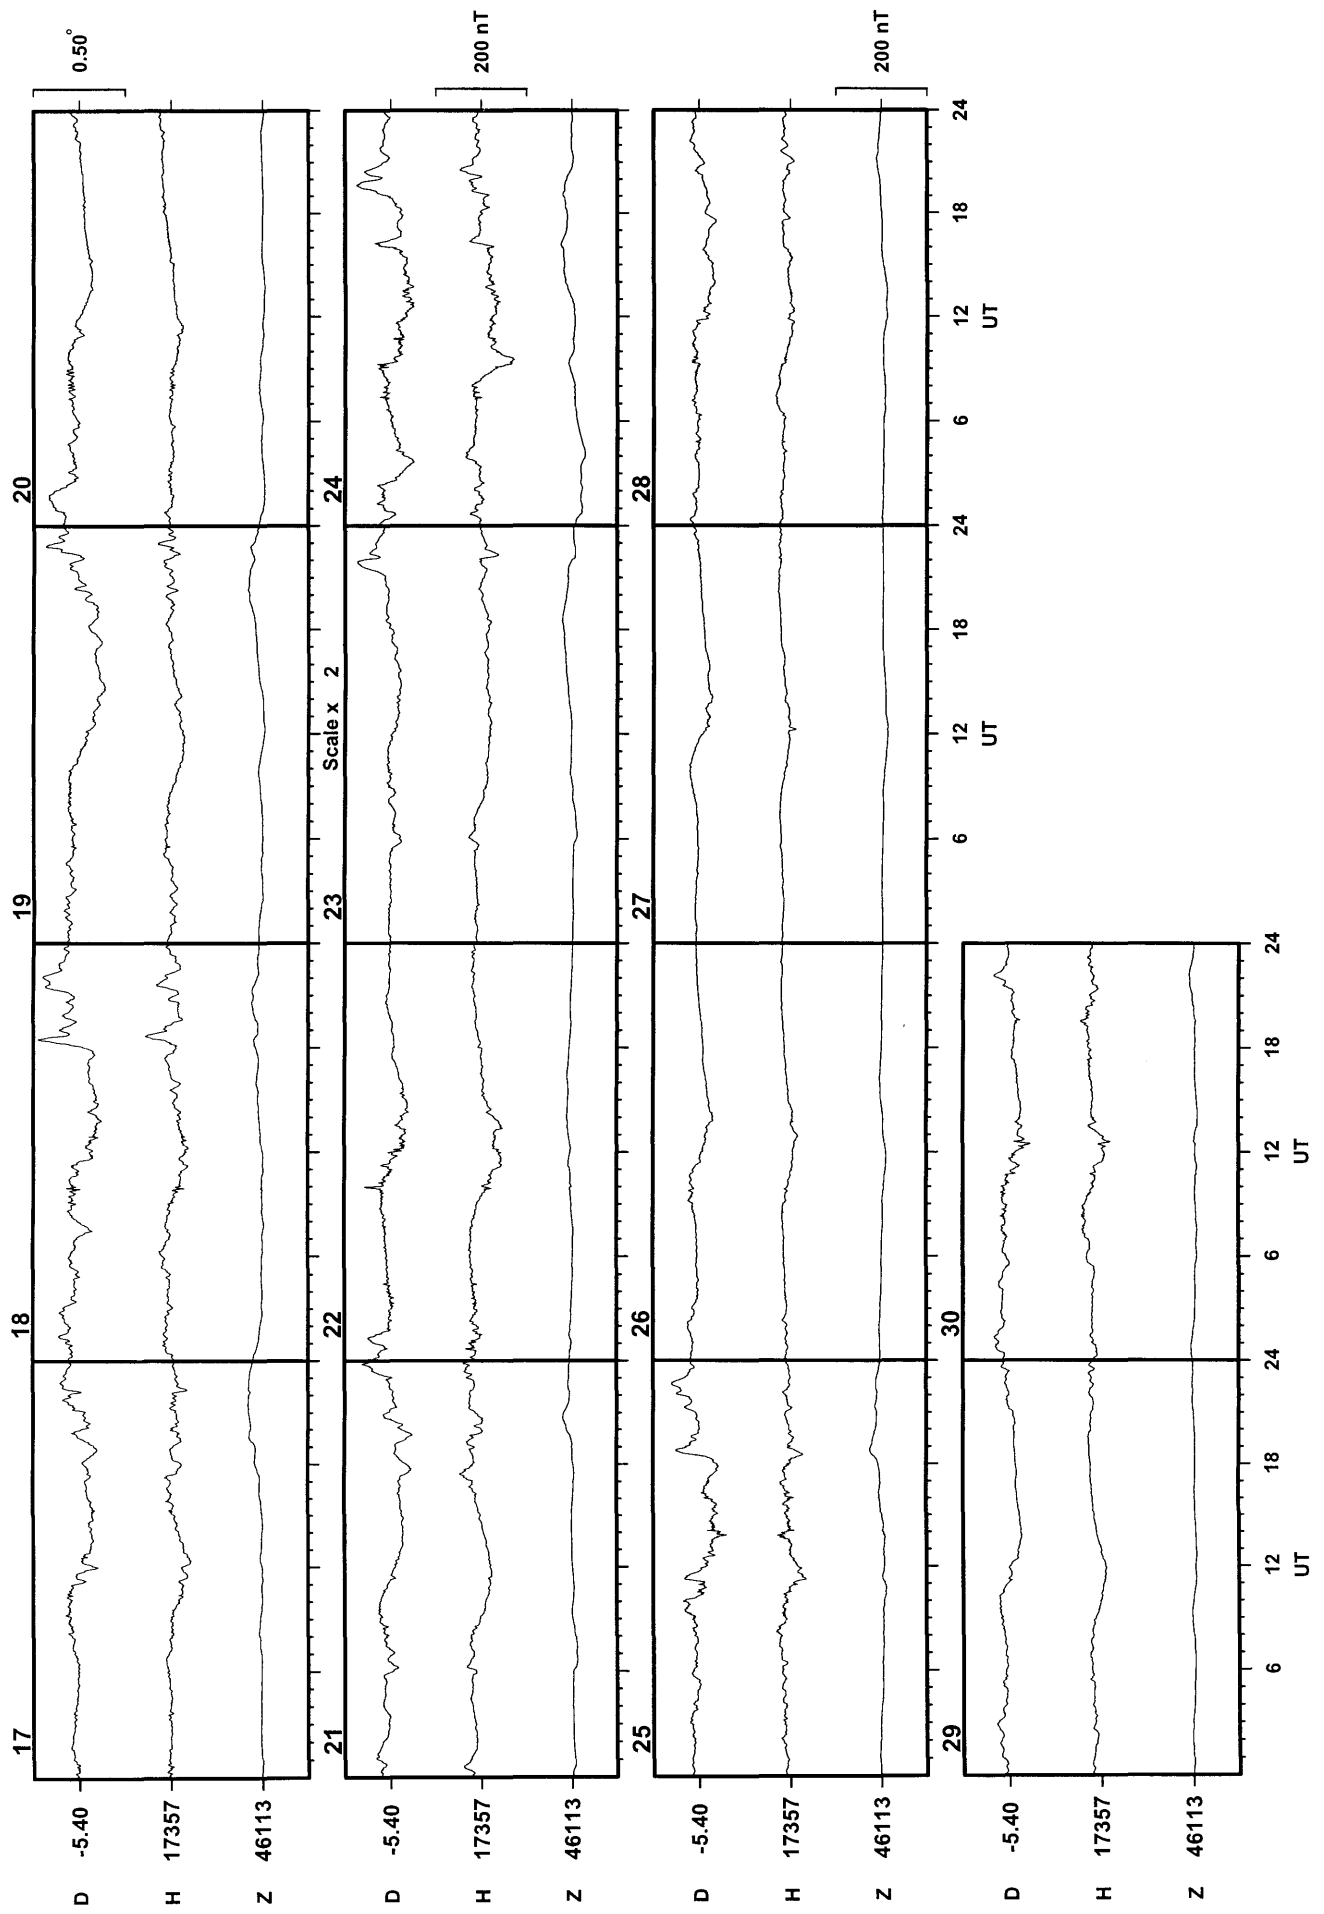 17 18 19 20
D -5.40 0.50°
H 17357
Z 46113
21 22 23 Scale x 2 24
D -5.40
H 17357 200 nT
Z 46113
25 26 27 28
D -5.40
H 17357
Z 46113 200 nT
29 30
6 12 18 24 6 12 18 24
UT UT
D -5.40
H 17357
Z 46113
6 12 18 24 6 12 18 24
UT UT